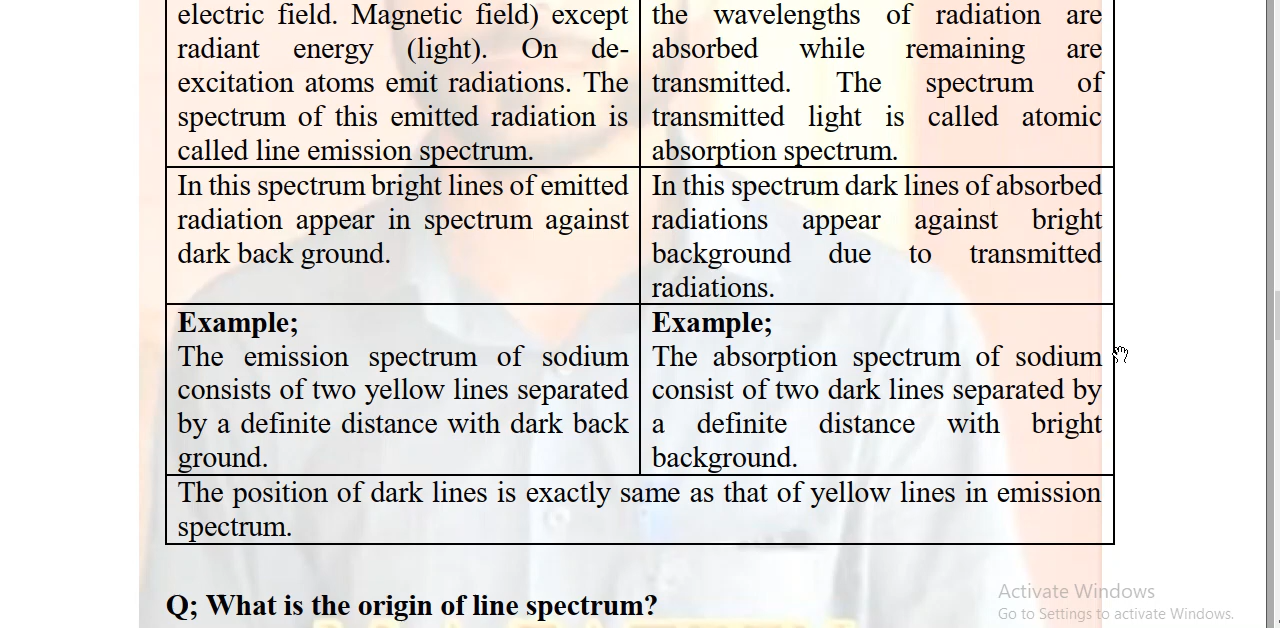 electric field. Magnetic field) except
radiant energy (light). On de-
excitation atoms emit radiations. The
spectrum of this emitted radiation is
called line emission spectrum.
the wavelengths of radiation are
absorbed while remaining are
transmitted. The spectrum of
transmitted light is called atomic
absorption spectrum.
In this spectrum bright lines of emitted
radiation appear in spectrum against
dark back ground.
In this spectrum dark lines of absorbed
radiations appear against bright
background due to transmitted
radiations.
Example;
The emission spectrum of sodium
consists of two yellow lines separated
by a definite distance with dark back
ground.
Example;
The absorption spectrum of sodium
consist of two dark lines separated by
a definite distance with bright
background.
The position of dark lines is exactly same as that of yellow lines in emission
spectrum.
Q; What is the origin of line spectrum?
Activate Windows
Go to Settings to activate Windows.